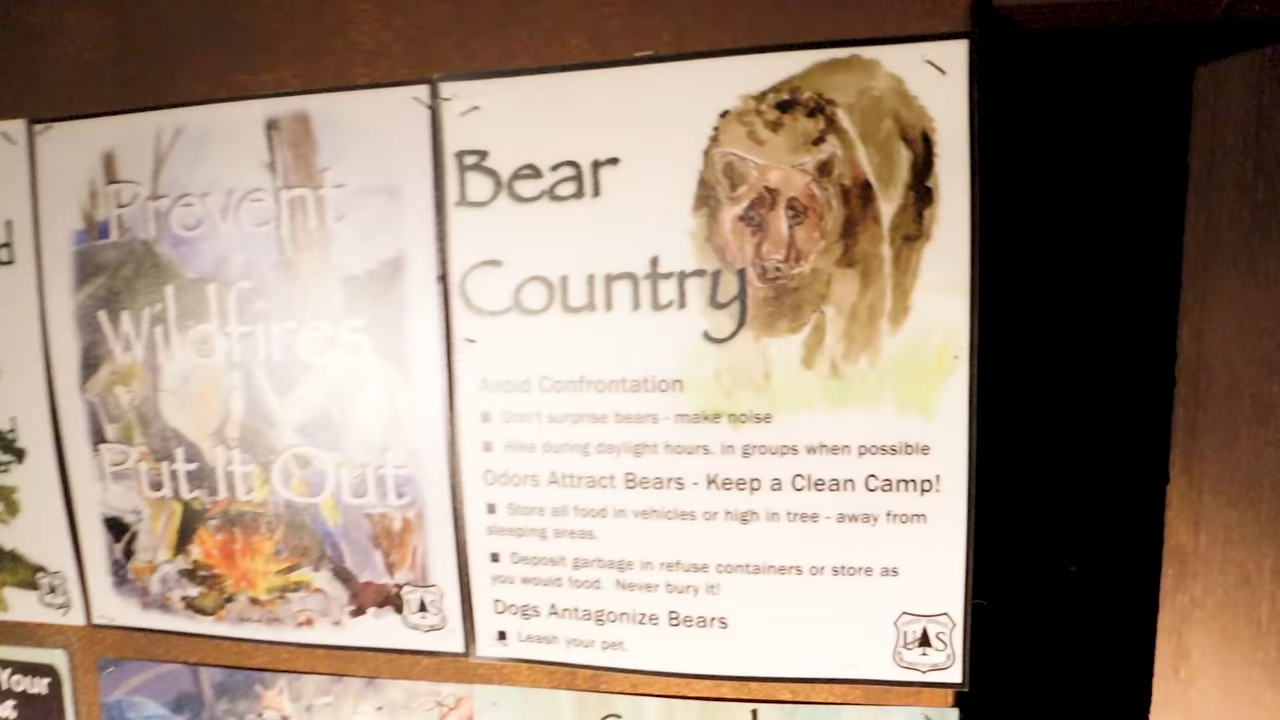 d
Prevent
Wildfires
Put It Out
UAS
Bear
Country
Avoid Confrontation
Don't surprise bears - make noise
Hike during daylight hours, in groups when possible
Odors Attract Bears - Keep a Clean Camp!
Store all food in vehicles or high in tree - away from
sleeping areas.
Deposit garbage in refuse containers or store as
you would food. Never bury it!
Dogs Antagonize Bears
Leash your pet.
UAS
Your